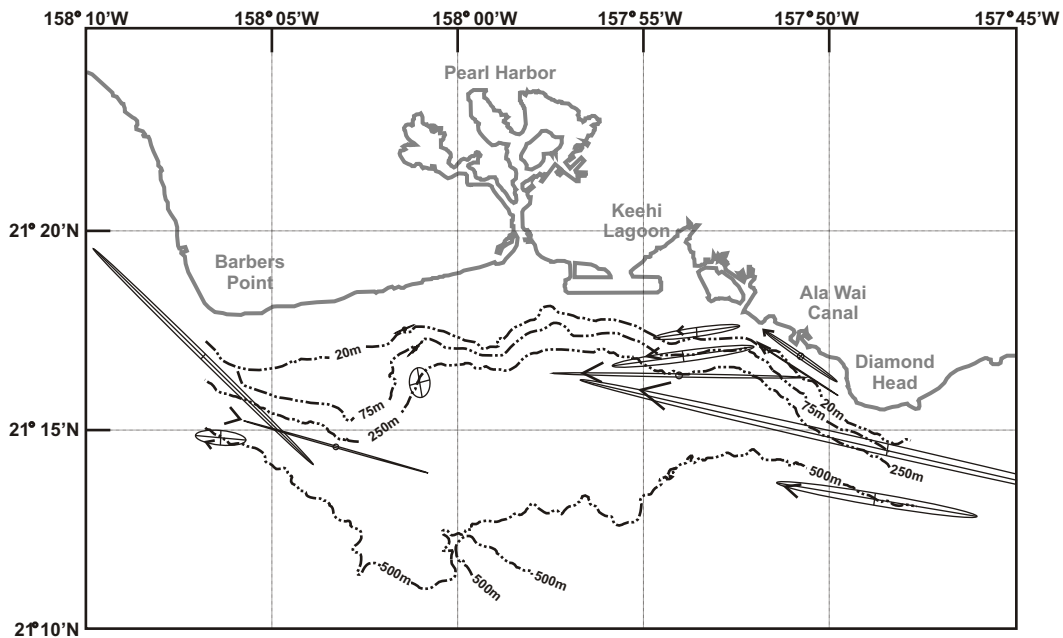 158°10'W 158°05'W 158°00'W 157°55'W 157°50'W 157°45'W
Pearl Harbor
21°20'N
Keehi
Lagoon
Barbers
Point
Ala Wai
Canal
20m
Diamond
Head
75m
20m
75m
250m
21°15'N
250m
500m
500m
500m
500m
21°10'N